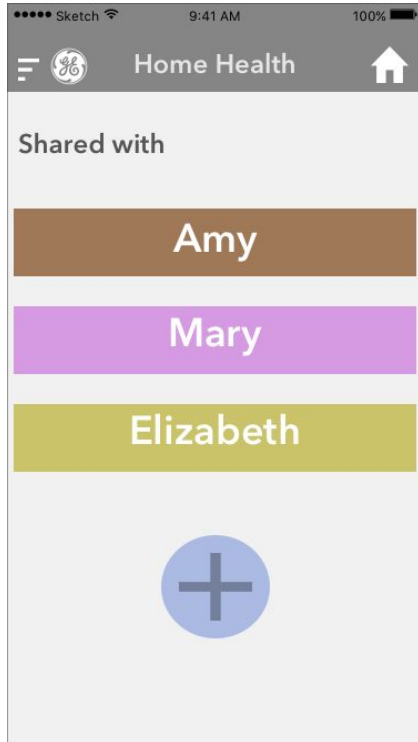 Sketch 9:41 AM 100%
GE Home Health
Shared with
Amy
Mary
Elizabeth